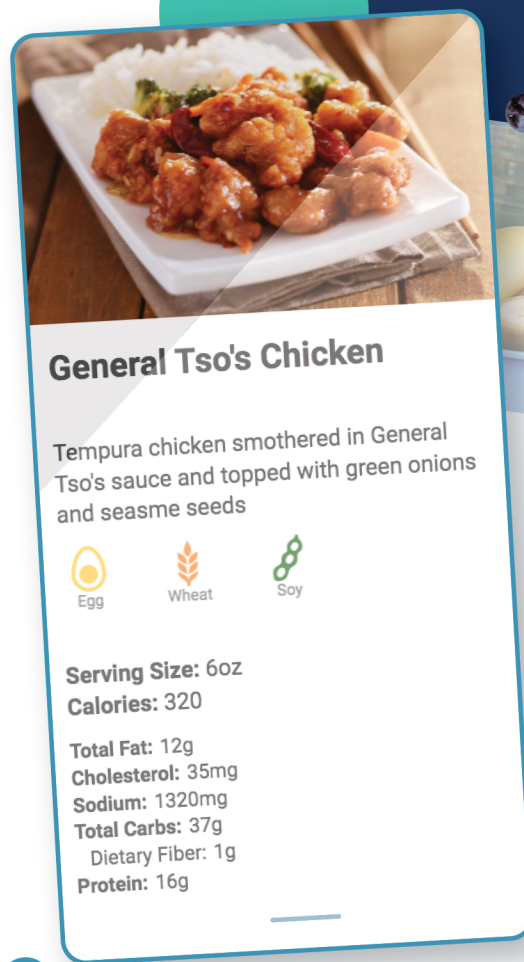 General Tso's Chicken
Tempura chicken smothered in General
Tso's sauce and topped with green onions
and seasme seeds
Egg Wheat Soy
Serving Size: 6oz
Calories: 320
Total Fat: 12g
Cholesterol: 35mg
Sodium: 1320mg
Total Carbs: 37g
Dietary Fiber: 1g
Protein: 16g